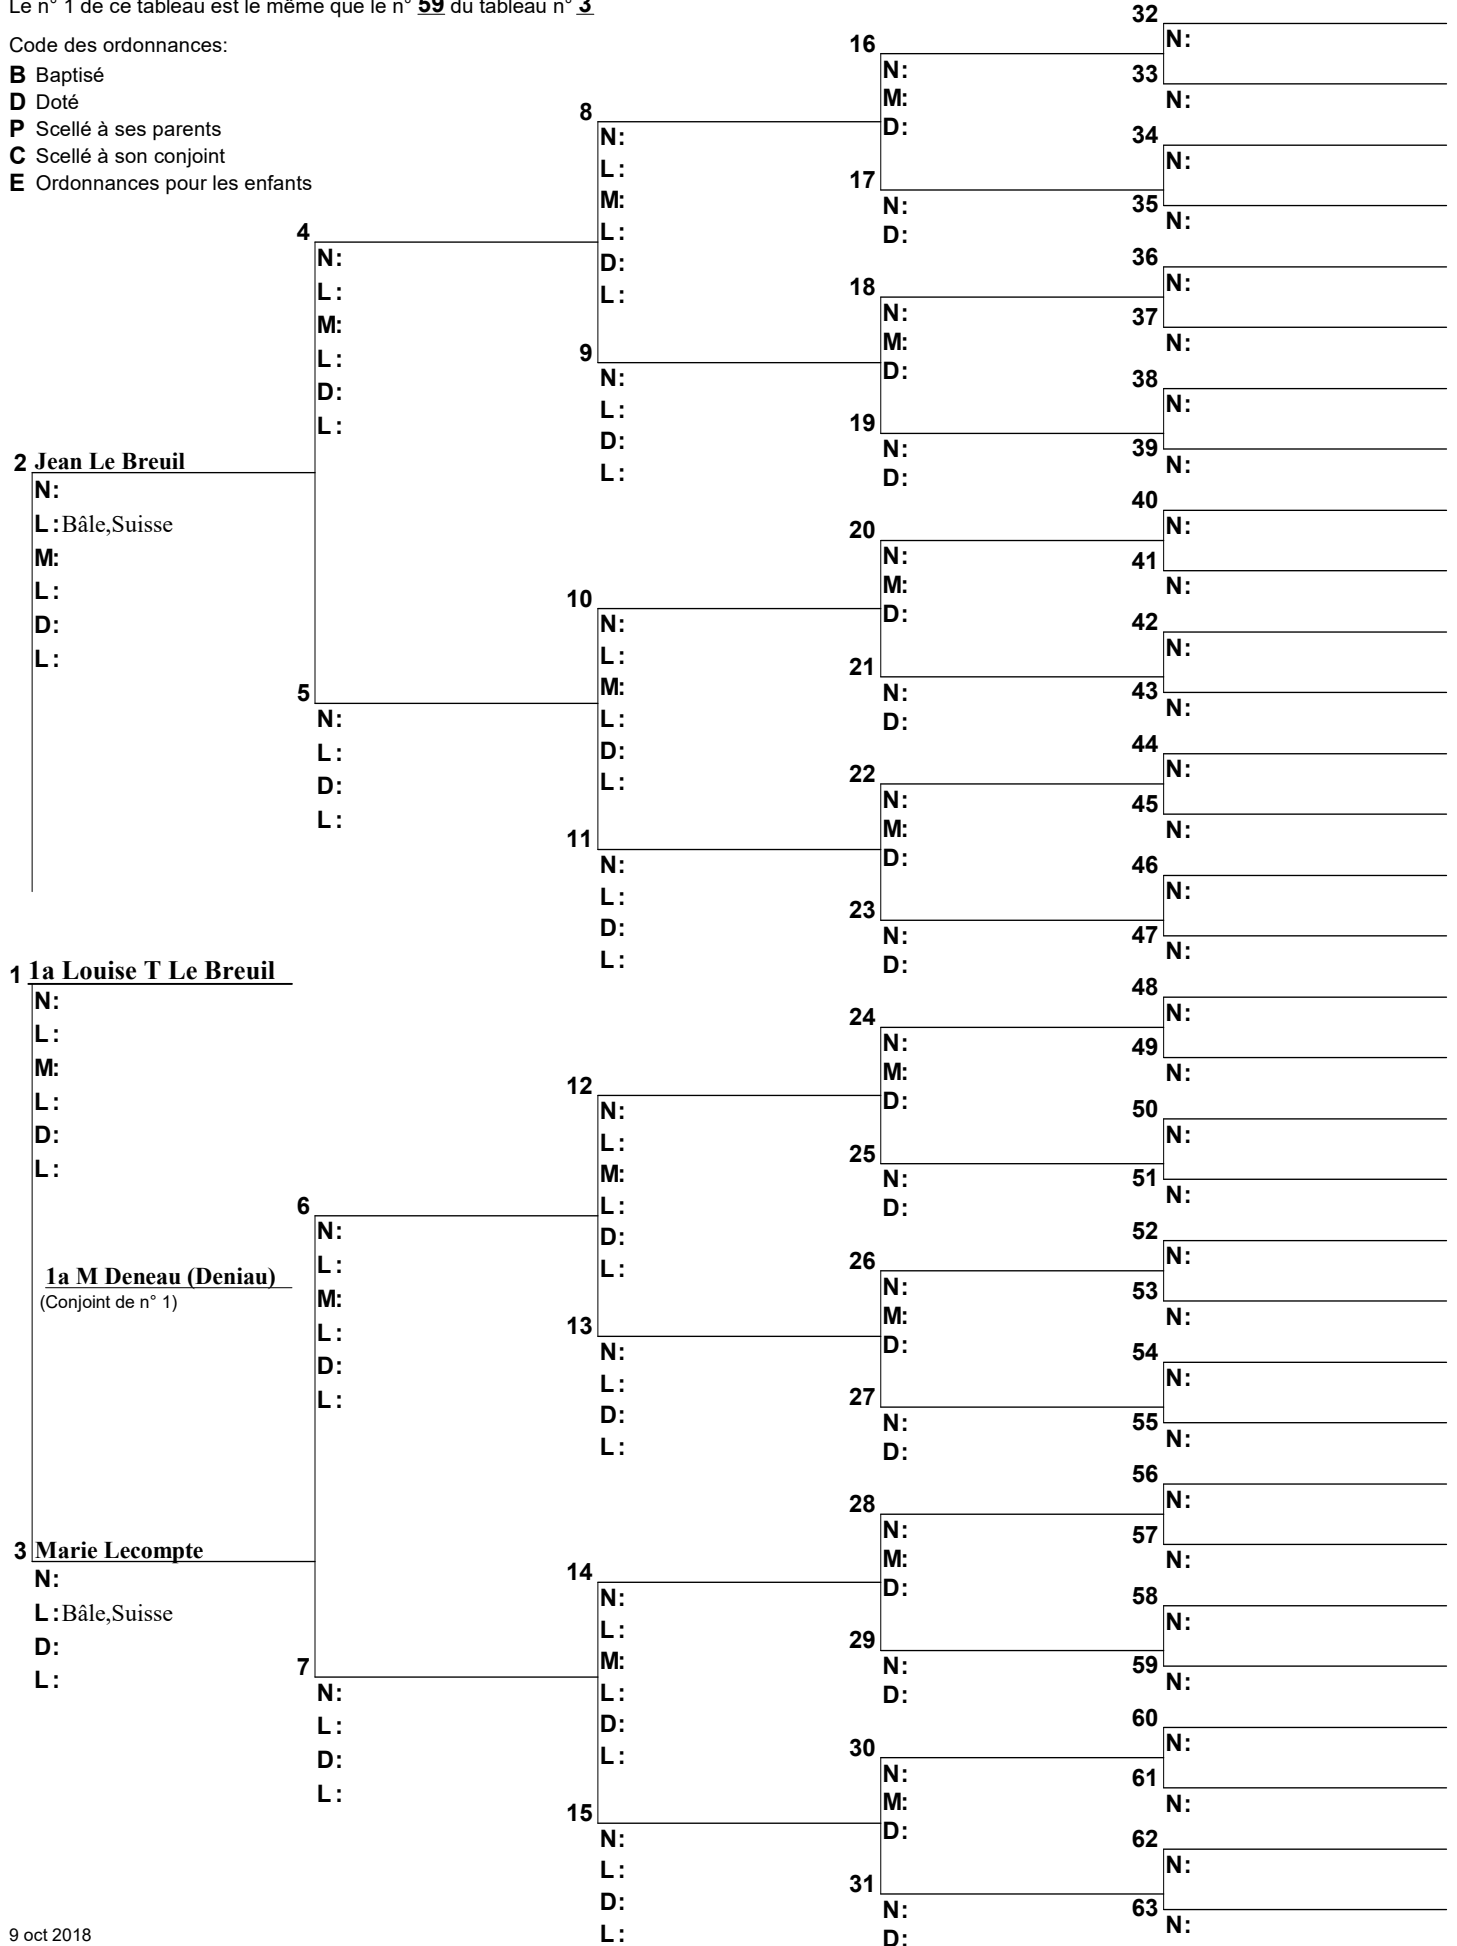 Le n° 1 de ce tableau est le même que le n° 59 du tableau n° 3
Code des ordonnances:
B Baptisé
D Doté
P Scellé à ses parents
C Scellé à son conjoint
E Ordonnances pour les enfants
2 Jean Le Breuil
N:
L: Bâle,Suisse
M:
L:
D:
L:
1 1a Louise T Le Breuil
N:
L:
M:
L:
D:
L:
1a M Deneau (Deniau)
(Conjoint de n° 1)
3 Marie Lecompte
N:
L: Bâle,Suisse
D:
L:
9 oct 2018
4
N:
L:
M:
L:
D:
L:
5
N:
L:
D:
L:
6
N:
L:
M:
L:
D:
L:
7
N:
L:
D:
L:
8
N:
L:
M:
L:
D:
L:
9
N:
L:
D:
L:
10
N:
L:
M:
L:
D:
L:
11
N:
L:
D:
L:
12
N:
L:
M:
L:
D:
L:
13
N:
L:
D:
L:
14
N:
L:
M:
L:
D:
L:
15
N:
L:
D:
L:
16
N:
M:
D:
17
N:
D:
18
N:
M:
D:
19
N:
D:
20
N:
M:
D:
21
N:
D:
22
N:
M:
D:
23
N:
D:
24
N:
M:
D:
25
N:
D:
26
N:
M:
D:
27
N:
D:
28
N:
M:
D:
29
N:
D:
30
N:
M:
D:
31
N:
D:
32
N:
33
N:
34
N:
35
N:
36
N:
37
N:
38
N:
39
N:
40
N:
41
N:
42
N:
43
N:
44
N:
45
N:
46
N:
47
N:
48
N:
49
N:
50
N:
51
N:
52
N:
53
N:
54
N:
55
N:
56
N:
57
N:
58
N:
59
N:
60
N:
61
N:
62
N:
63
N: